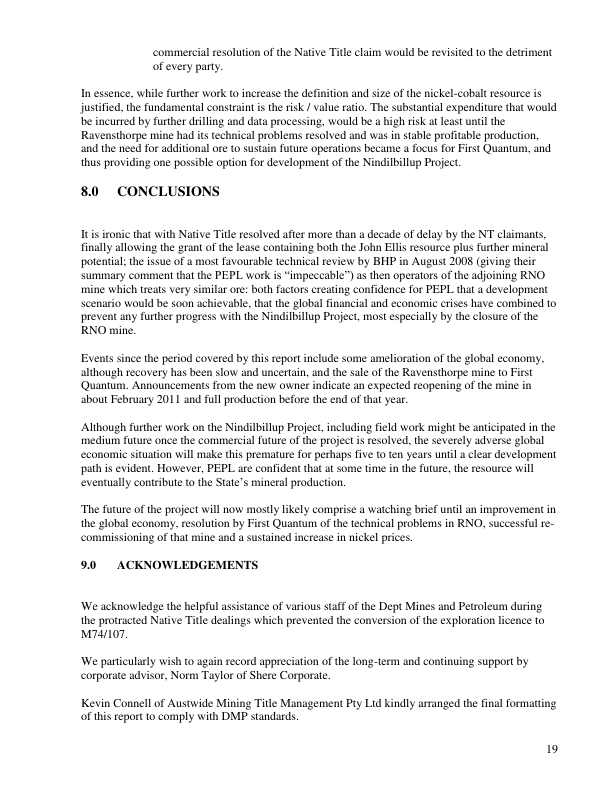 commercial resolution of the Native Title claim would be revisited to the detriment
of every party.
In essence, while further work to increase the definition and size of the nickel-cobalt resource is
justified, the fundamental constraint is the risk / value ratio. The substantial expenditure that would
be incurred by further drilling and data processing, would be a high risk at least until the
Ravensthorpe mine had its technical problems resolved and was in stable profitable production,
and the need for additional ore to sustain future operations became a focus for First Quantum, and
thus providing one possible option for development of the Nindilbillup Project.
8.0 CONCLUSIONS
It is ironic that with Native Title resolved after more than a decade of delay by the NT claimants,
finally allowing the grant of the lease containing both the John Ellis resource plus further mineral
potential; the issue of a most favourable technical review by BHP in August 2008 (giving their
summary comment that the PEPL work is “impeccable”) as then operators of the adjoining RNO
mine which treats very similar ore: both factors creating confidence for PEPL that a development
scenario would be soon achievable, that the global financial and economic crises have combined to
prevent any further progress with the Nindilbillup Project, most especially by the closure of the
RNO mine.
Events since the period covered by this report include some amelioration of the global economy,
although recovery has been slow and uncertain, and the sale of the Ravensthorpe mine to First
Quantum. Announcements from the new owner indicate an expected reopening of the mine in
about February 2011 and full production before the end of that year.
Although further work on the Nindilbillup Project, including field work might be anticipated in the
medium future once the commercial future of the project is resolved, the severely adverse global
economic situation will make this premature for perhaps five to ten years until a clear development
path is evident. However, PEPL are confident that at some time in the future, the resource will
eventually contribute to the State’s mineral production.
The future of the project will now mostly likely comprise a watching brief until an improvement in
the global economy, resolution by First Quantum of the technical problems in RNO, successful re-
commissioning of that mine and a sustained increase in nickel prices.
9.0 ACKNOWLEDGEMENTS
We acknowledge the helpful assistance of various staff of the Dept Mines and Petroleum during
the protracted Native Title dealings which prevented the conversion of the exploration licence to
M74/107.
We particularly wish to again record appreciation of the long-term and continuing support by
corporate advisor, Norm Taylor of Shere Corporate.
Kevin Connell of Austwide Mining Title Management Pty Ltd kindly arranged the final formatting
of this report to comply with DMP standards.
19